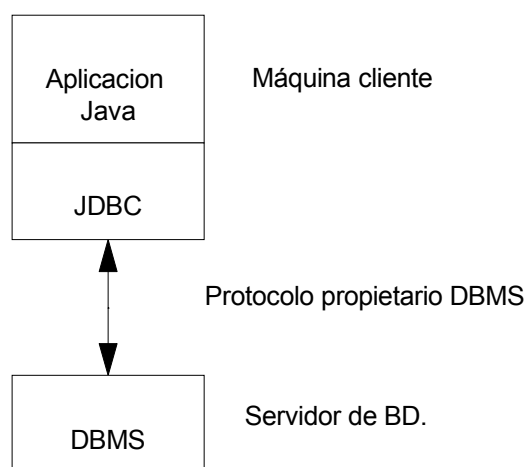 Aplicacion
Java
Máquina cliente
JDBC
Protocolo propietario DBMS
Servidor de BD.
DBMS